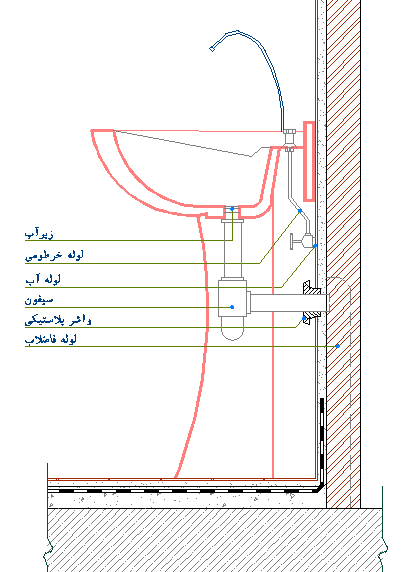 زیرآب
لوله خرطومی
لوله آب
سیفون
واشر پلاستیکی
لوله فاضلاب